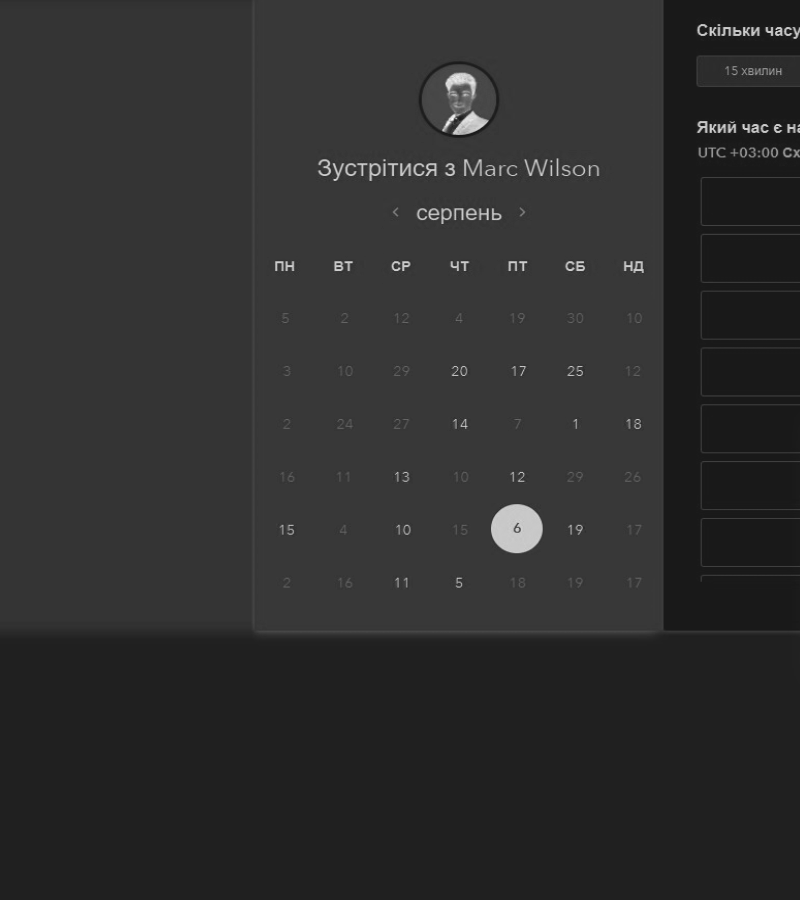 Зустрітися з Marc Wilson
‹ серпень ›
ПН ВТ СР ЧТ ПТ СБ НД
5 2 12 4 19 30 10
3 10 29 20 17 25 12
2 24 27 14 7 1 18
16 11 13 10 12 29 26
15 4 10 15 6 19 17
2 16 11 5 18 19 17
Скільки часу
15 хвилин
Який час є на
UTC +03:00 Сх